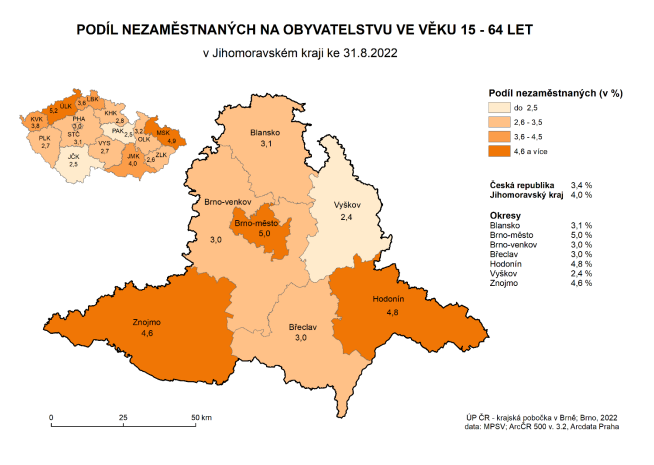 PODÍL NEZAMĚSTNANÝCH NA OBYVATELSTVU VE VĚKU 15 - 64 LET
v Jihomoravském kraji ke 31.8.2022
Podíl nezaměstnaných (v %)
do 2,5
2,6 - 3,5
3,6 - 4,5
4,6 a více
ÚLK
5,2
LBK
3,6
KVK
3,8
PHA
3,0
KHK
2,8
STČ
3,1
PAK
2,5
OLK
3,2
MSK
4,9
PLK
2,7
VYS
2,7
JČK
2,5
JMK
4,0
ZLK
2,6
Blansko
3,1
Vyškov
2,4
Brno-venkov
3,0
Brno-město
5,0
Znojmo
4,6
Břeclav
3,0
Hodonín
4,8
Česká republika 3,4 %
Jihomoravský kraj 4,0 %
Okresy
Blansko 3,1 %
Brno-město 5,0 %
Brno-venkov 3,0 %
Břeclav 3,0 %
Hodonín 4,8 %
Vyškov 2,4 %
Znojmo 4,6 %
0 25 50 km
ÚP ČR - krajská pobočka v Brně; Brno, 2022
data: MPSV; ArcČR 500 v. 3.2, Arcdata Praha